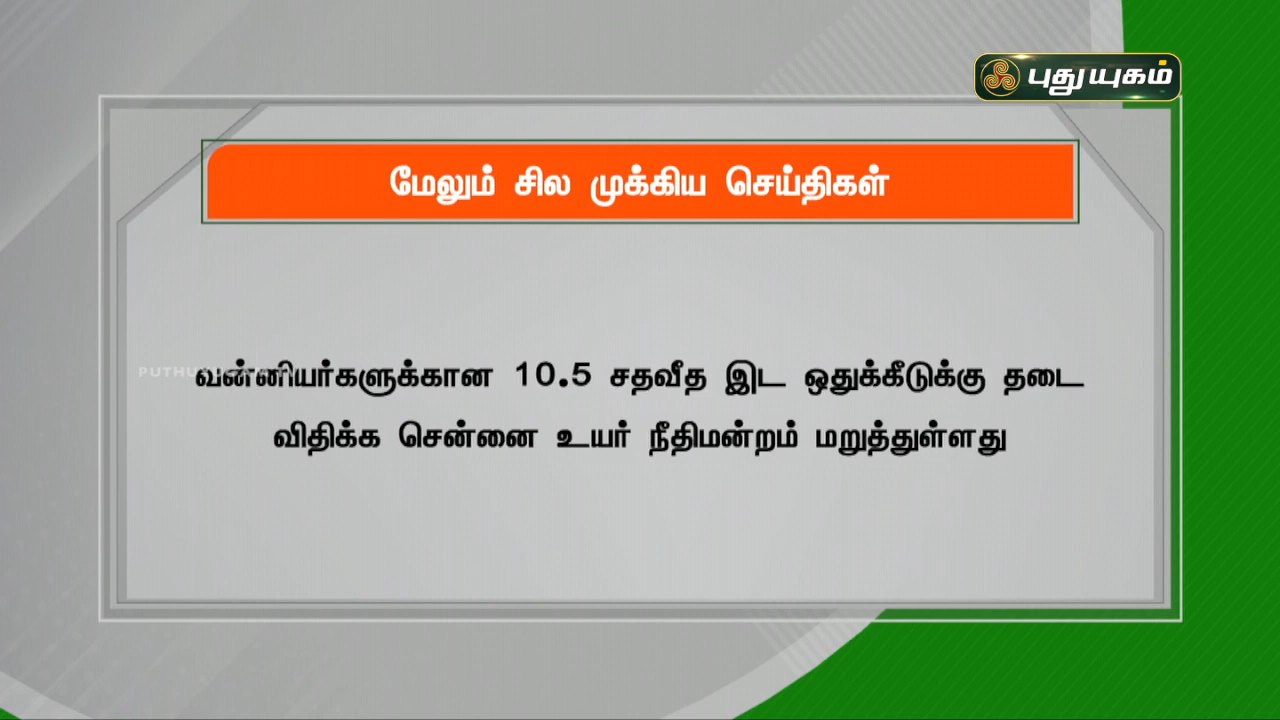 புதுயுகம்
மேலும் சில முக்கிய செய்திகள்
வன்னியர்களுக்கான 10.5 சதவீத இட ஒதுக்கீடுக்கு தடை
விதிக்க சென்னை உயர் நீதிமன்றம் மறுத்துள்ளது